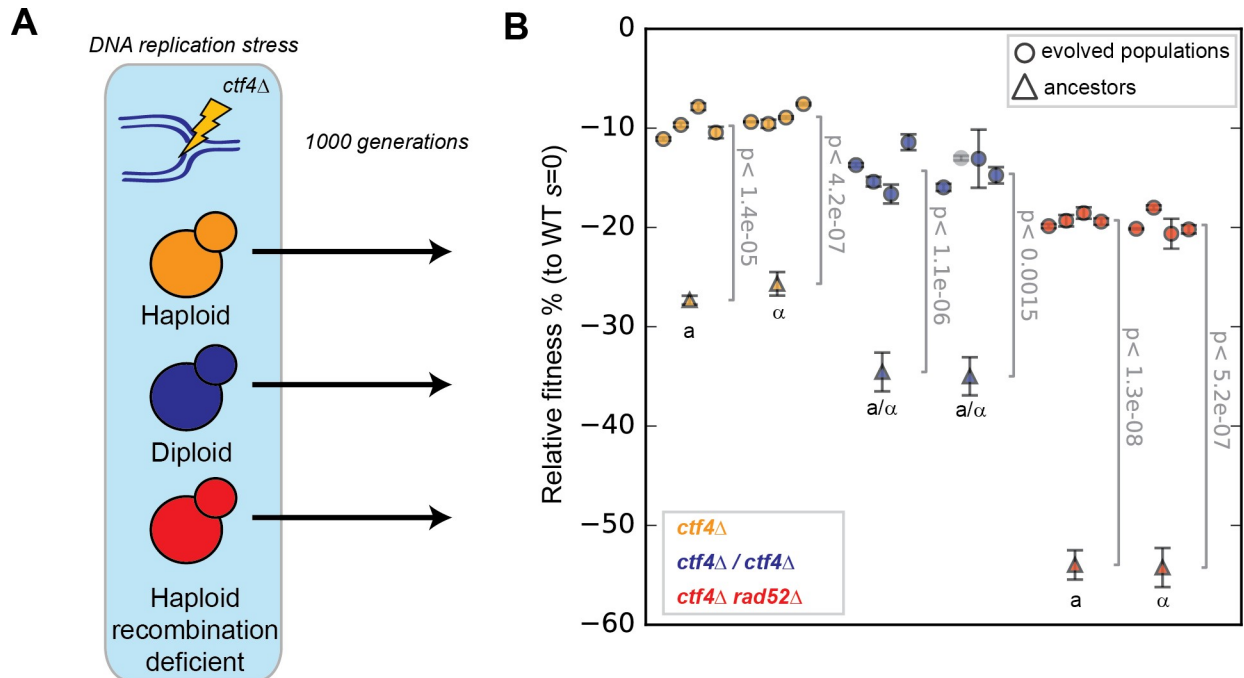 A
DNA replication stress
ctf4Δ
1000 generations
Haploid
Diploid
Haploid
recombination
deficient
B
Relative fitness % (to WT s=0)
0
−10
−20
−30
−40
−50
−60
evolved populations
ancestors
p< 1.4e-05
p< 4.2e-07
p< 1.1e-06
p< 0.0015
p< 1.3e-08
p< 5.2e-07
a
α
a/α
a/α
a
α
ctf4Δ
ctf4Δ / ctf4Δ
ctf4Δ rad52Δ